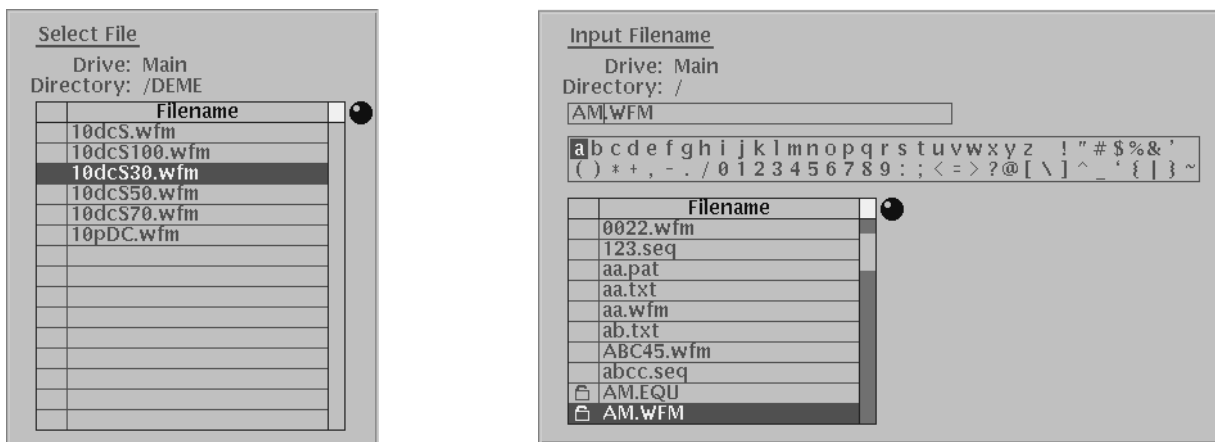 Select File
Drive: Main
Directory: /DEME
Filename
10dcS.wfm
10dcS100.wfm
10dcS30.wfm
10dcS50.wfm
10dcS70.wfm
10pDC.wfm
Input Filename
Drive: Main
Directory: /
AM.WFM
a b c d e f g h i j k l m n o p q r s t u v w x y z ! " # $ % & '
( ) * + , - . / 0 1 2 3 4 5 6 7 8 9 : ; < = > ? @ [ \ ] ^ _ ‘ { | } ~
Filename
0022.wfm
123.seq
aa.pat
aa.txt
aa.wfm
ab.txt
ABC45.wfm
abcc.seq
AM.EQU
AM.WFM